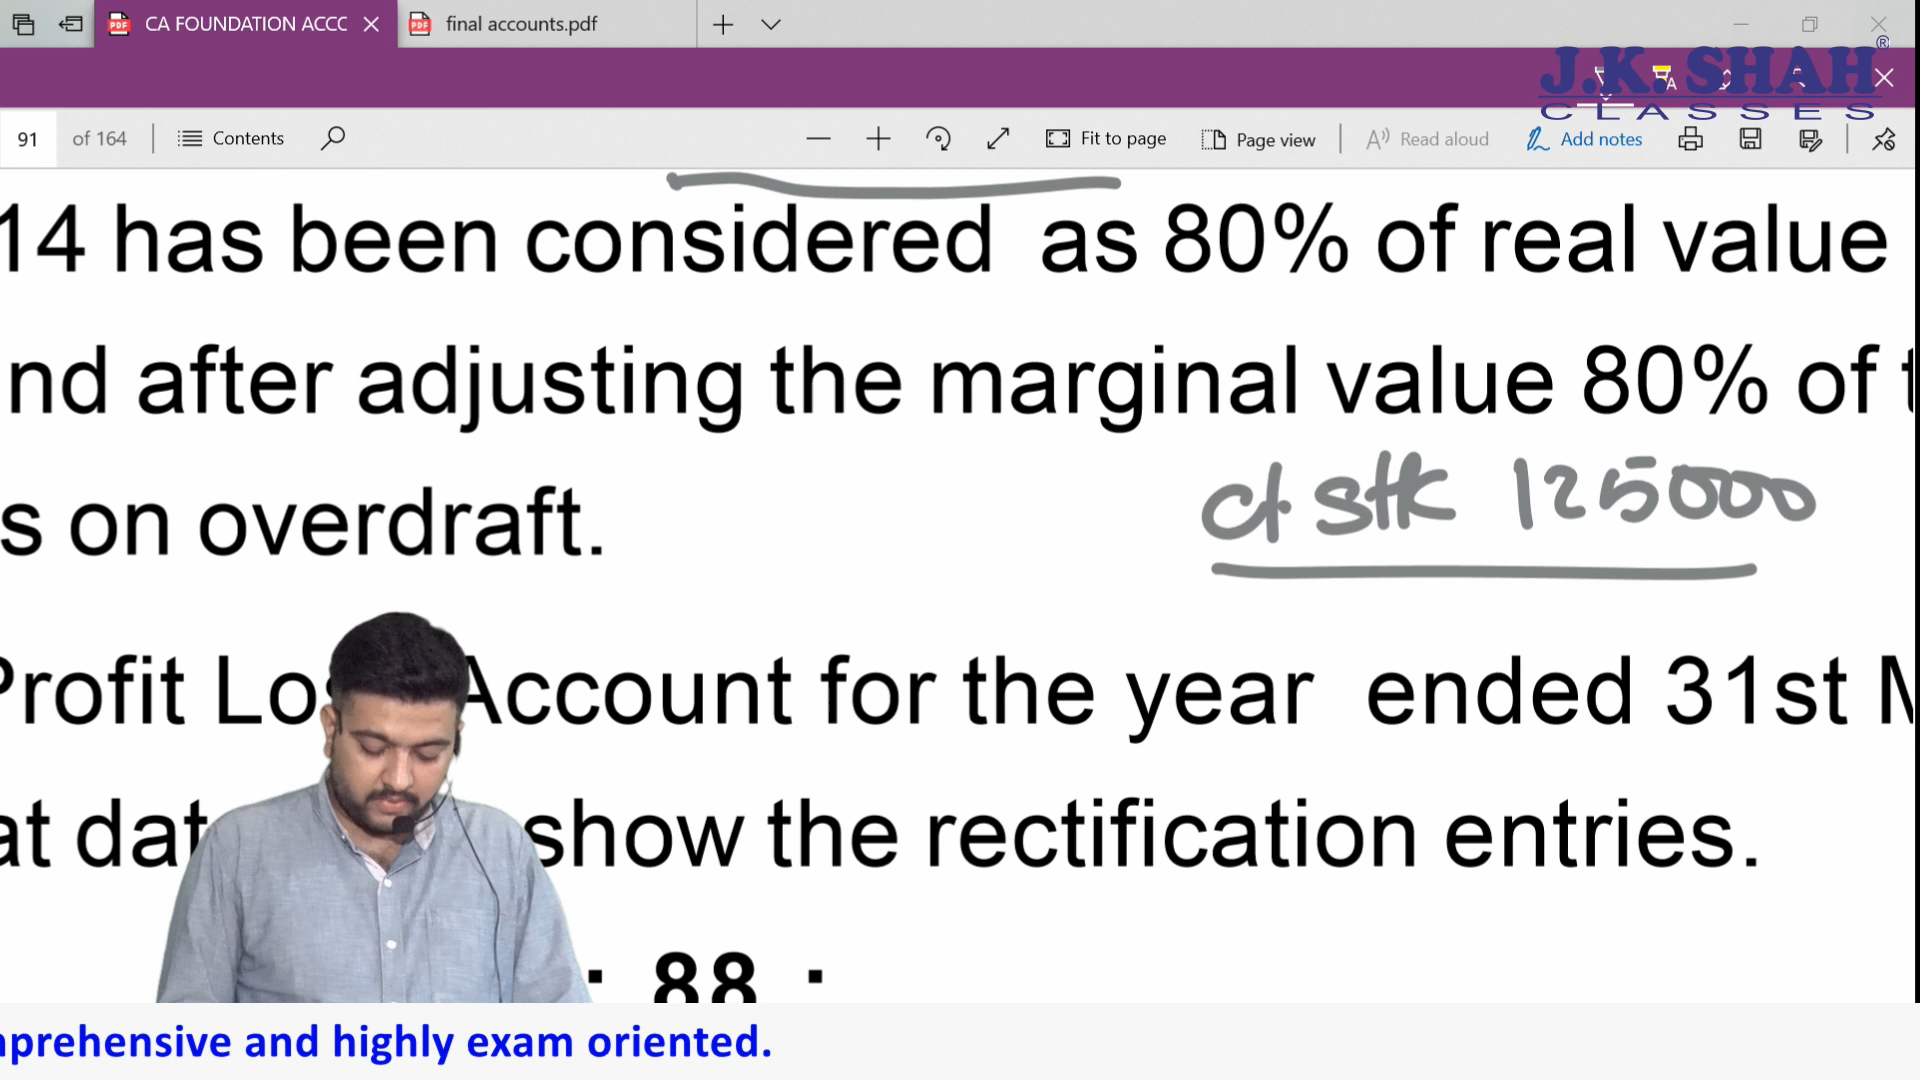 CA FOUNDATION ACCC
final accounts.pdf
J.K. SHAH®
CLASSES
91 of 164 Contents Fit to page Page view Read aloud Add notes
14 has been considered as 80% of real value
nd after adjusting the marginal value 80% of t
cl. stk 125000
s on overdraft.
Profit Los Account for the year ended 31st M
at dat show the rectification entries.
: 88 :
mprehensive and highly exam oriented.